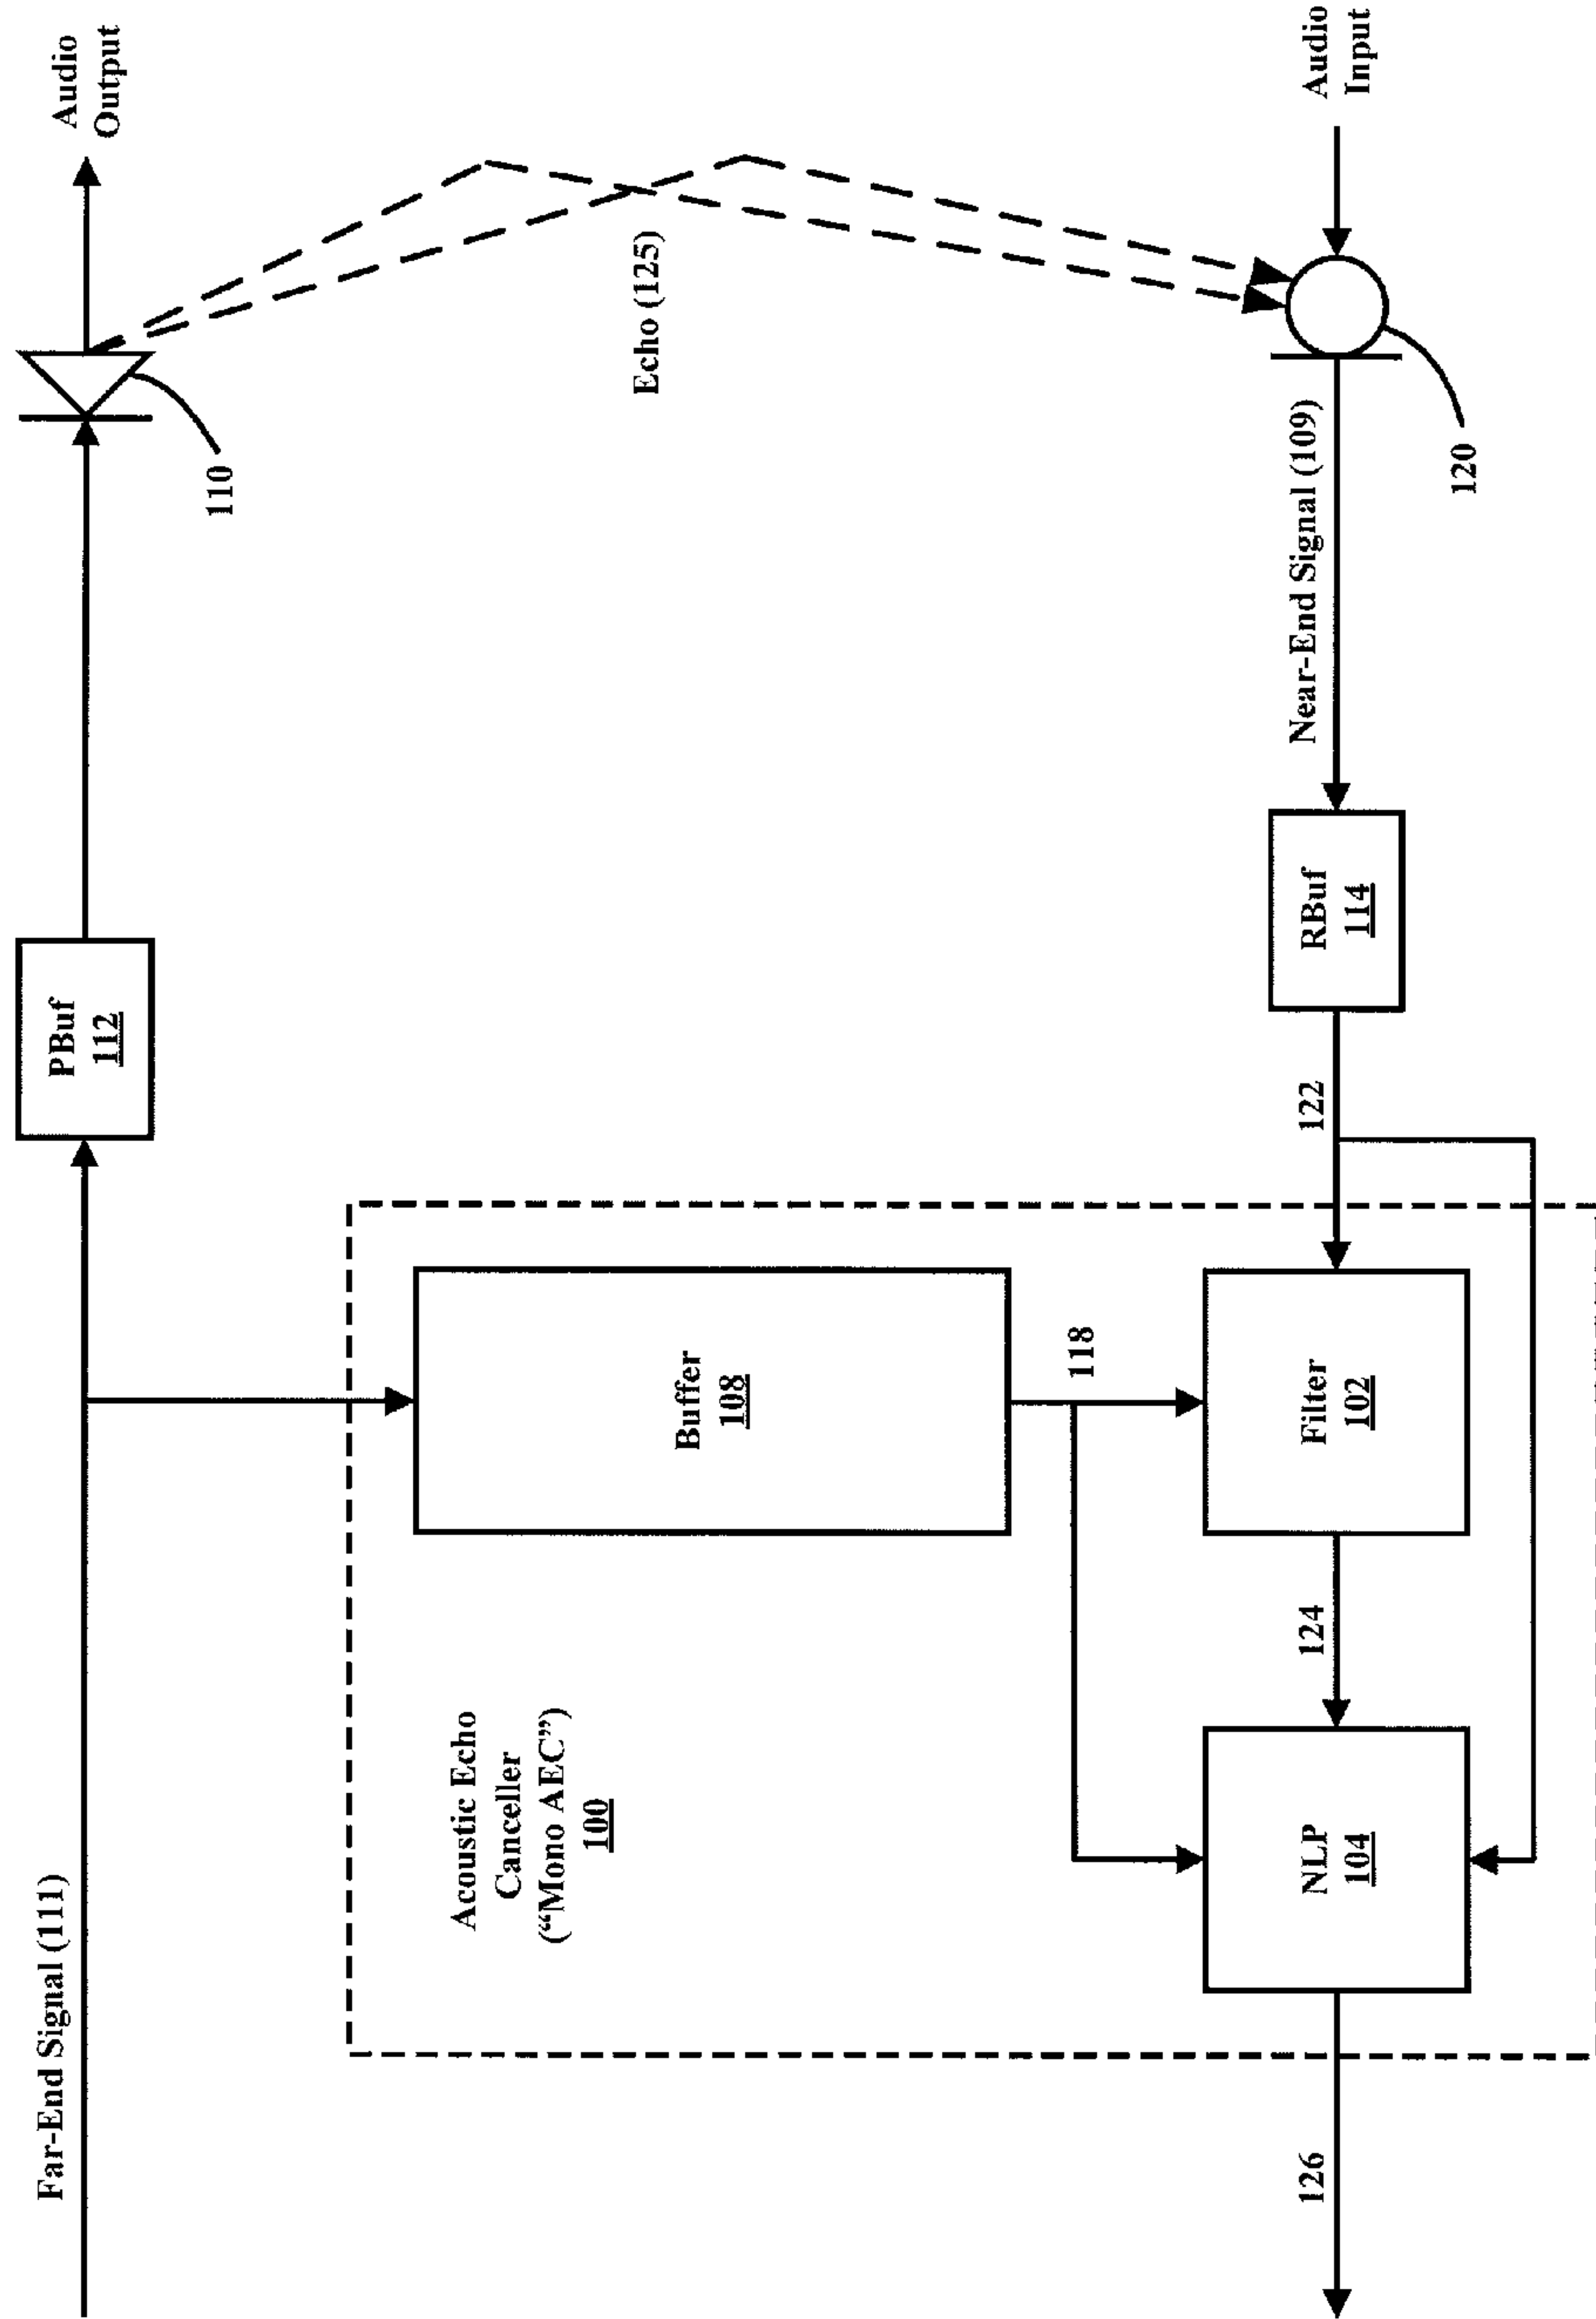 Far-End Signal (111)
PBuf
112
110
Audio
Output
Echo (125)
Acoustic Echo
Canceller
(“Mono AEC”)
100
Buffer
108
118
126
NLP
104
124
Filter
102
122
RBuf
114
Near-End Signal (109)
120
Audio
Input